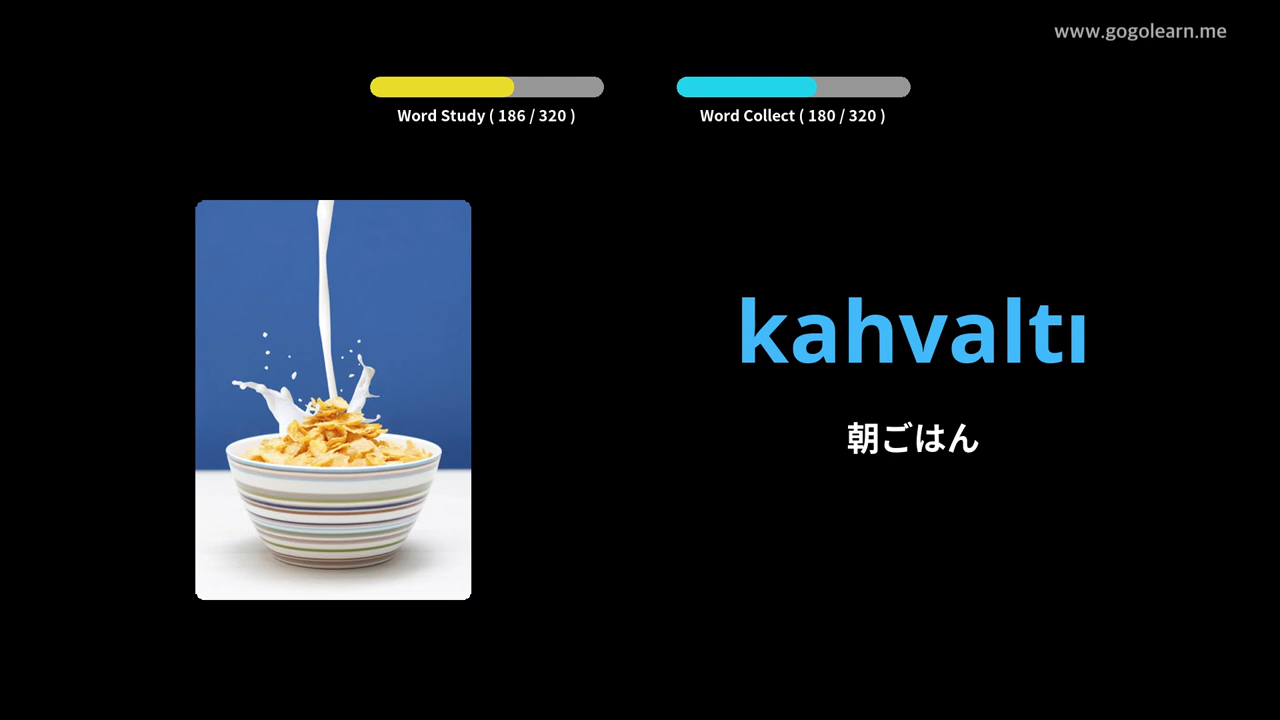 www.gogolearn.me
Word Study ( 186 / 320 )
Word Collect ( 180 / 320 )
kahvaltı
朝ごはん